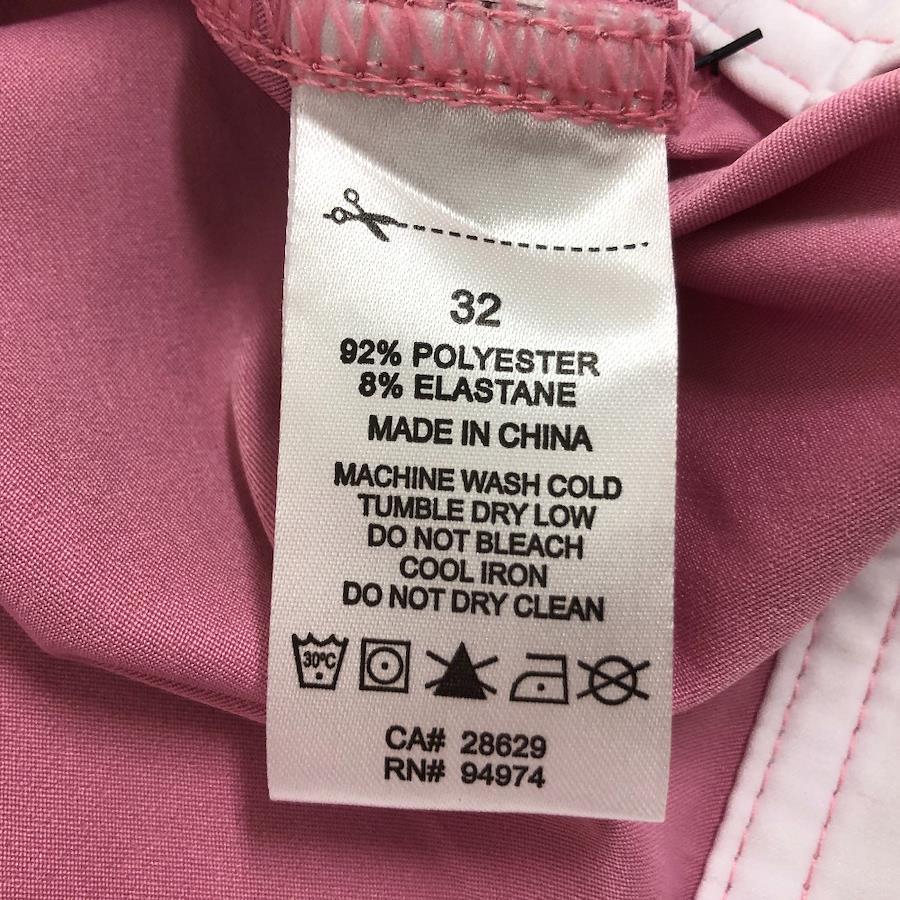 32
92% POLYESTER
8% ELASTANE
MADE IN CHINA
MACHINE WASH COLD
TUMBLE DRY LOW
DO NOT BLEACH
COOL IRON
DO NOT DRY CLEAN
30ºC
CA# 28629
RN# 94974